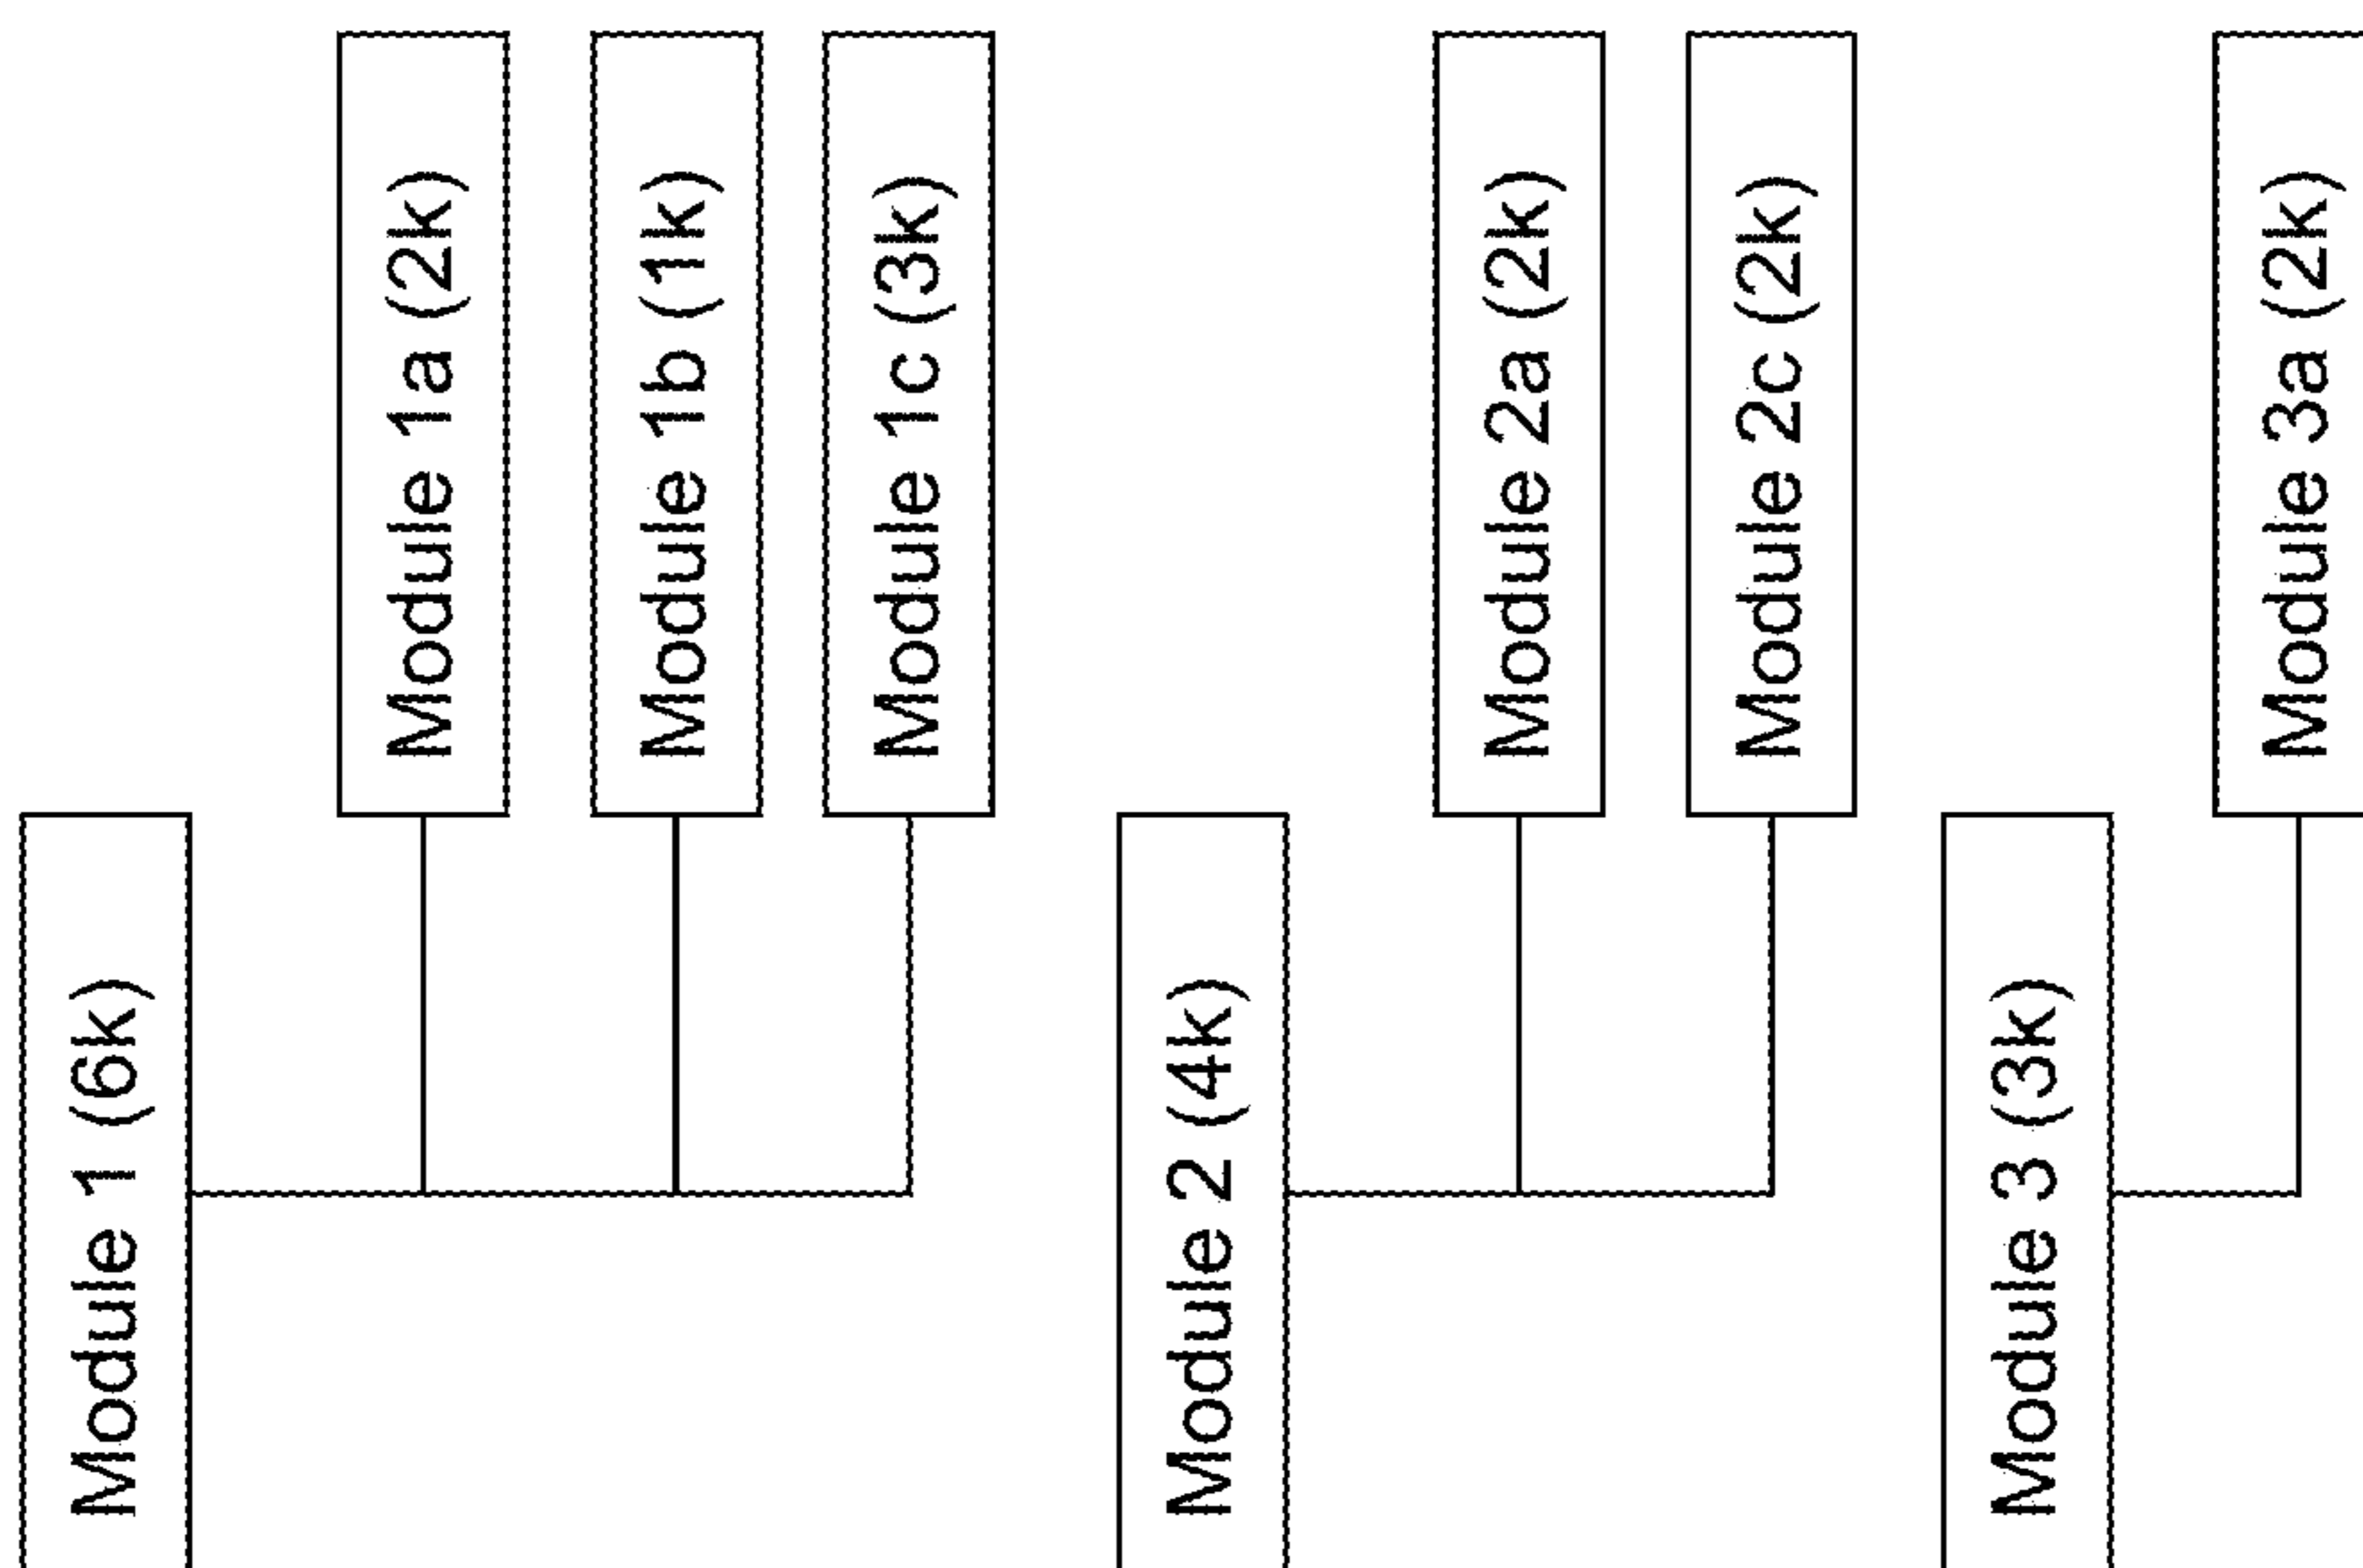 Module 1 (6k)
Module 1a (2k)
Module 1b (1k)
Module 1c (3k)
Module 2 (4k)
Module 2a (2k)
Module 2c (2k)
Module 3 (3k)
Module 3a (2k)